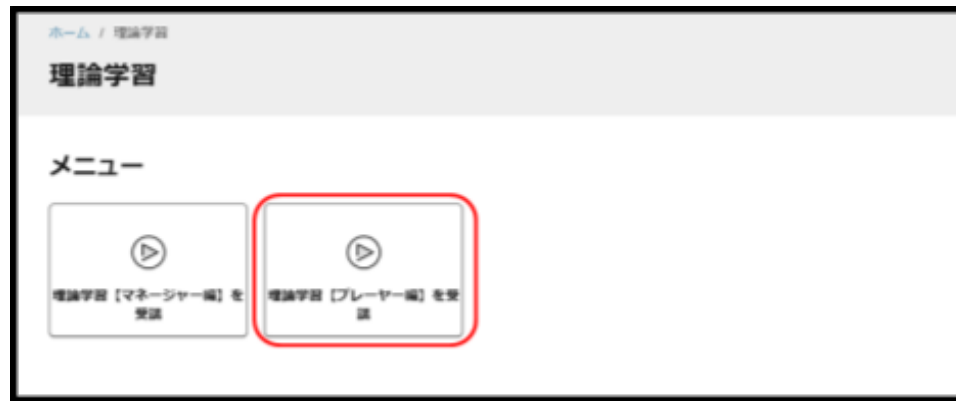 ホーム / 理論学習
理論学習
メニュー
理論学習【マネージャー編】を
受講
理論学習【プレーヤー編】を受
講